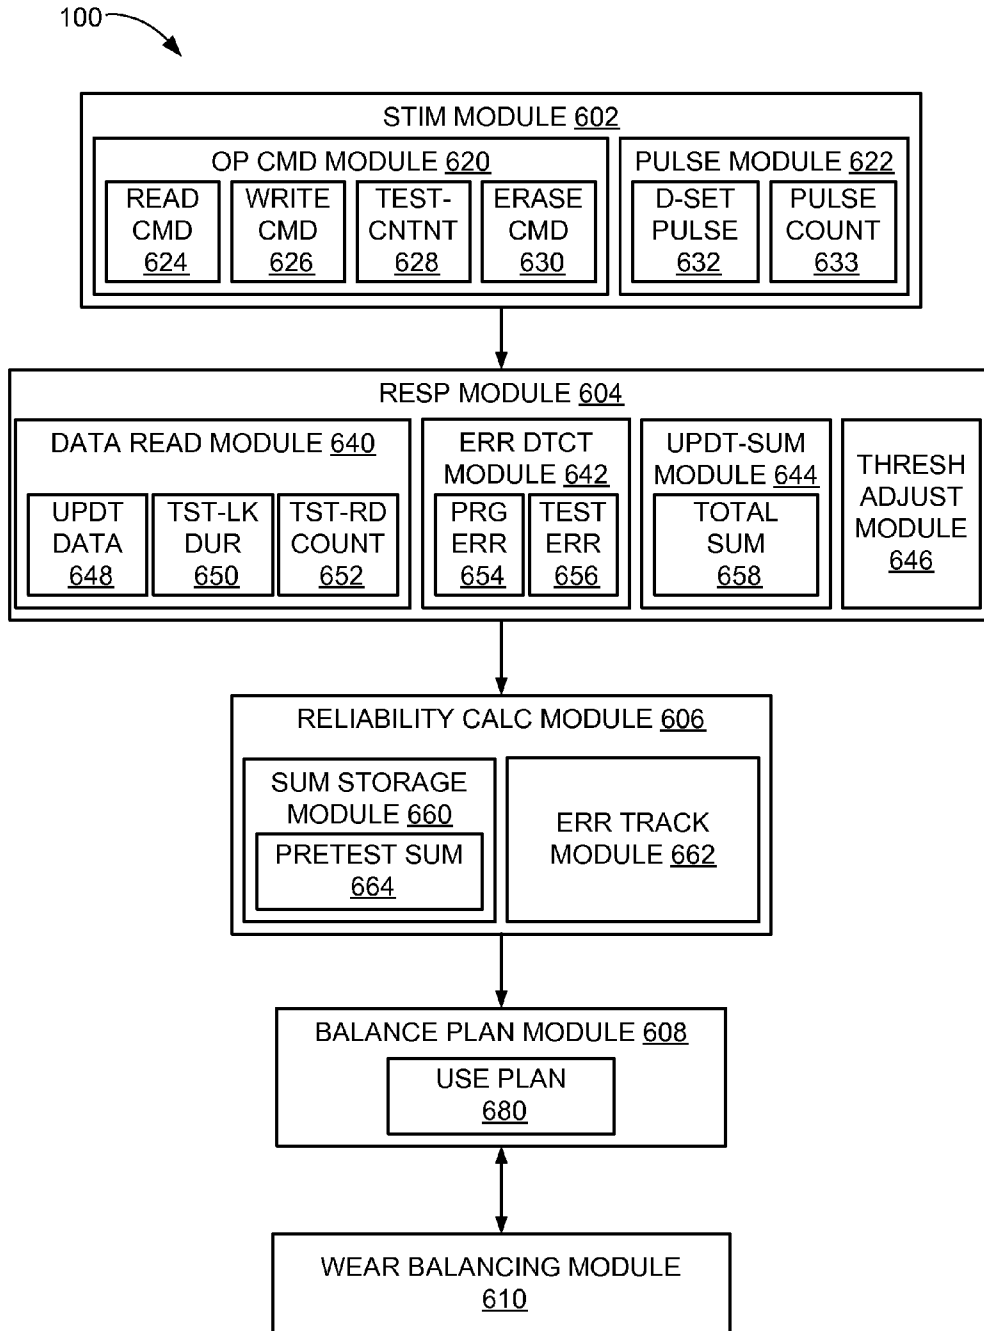 100
STIM MODULE 602
OP CMD MODULE 620
READ
CMD
624
WRITE
CMD
626
TEST-
CNTNT
628
ERASE
CMD
630
PULSE MODULE 622
D-SET
PULSE
632
PULSE
COUNT
633
RESP MODULE 604
DATA READ MODULE 640
UPDT
DATA
648
TST-LK
DUR
650
TST-RD
COUNT
652
ERR DTCT
MODULE 642
PRG
ERR
654
TEST
ERR
656
UPDT-SUM
MODULE 644
TOTAL
SUM
658
THRESH
ADJUST
MODULE
646
RELIABILITY CALC MODULE 606
SUM STORAGE
MODULE 660
PRETEST SUM
664
ERR TRACK
MODULE 662
BALANCE PLAN MODULE 608
USE PLAN
680
WEAR BALANCING MODULE
610